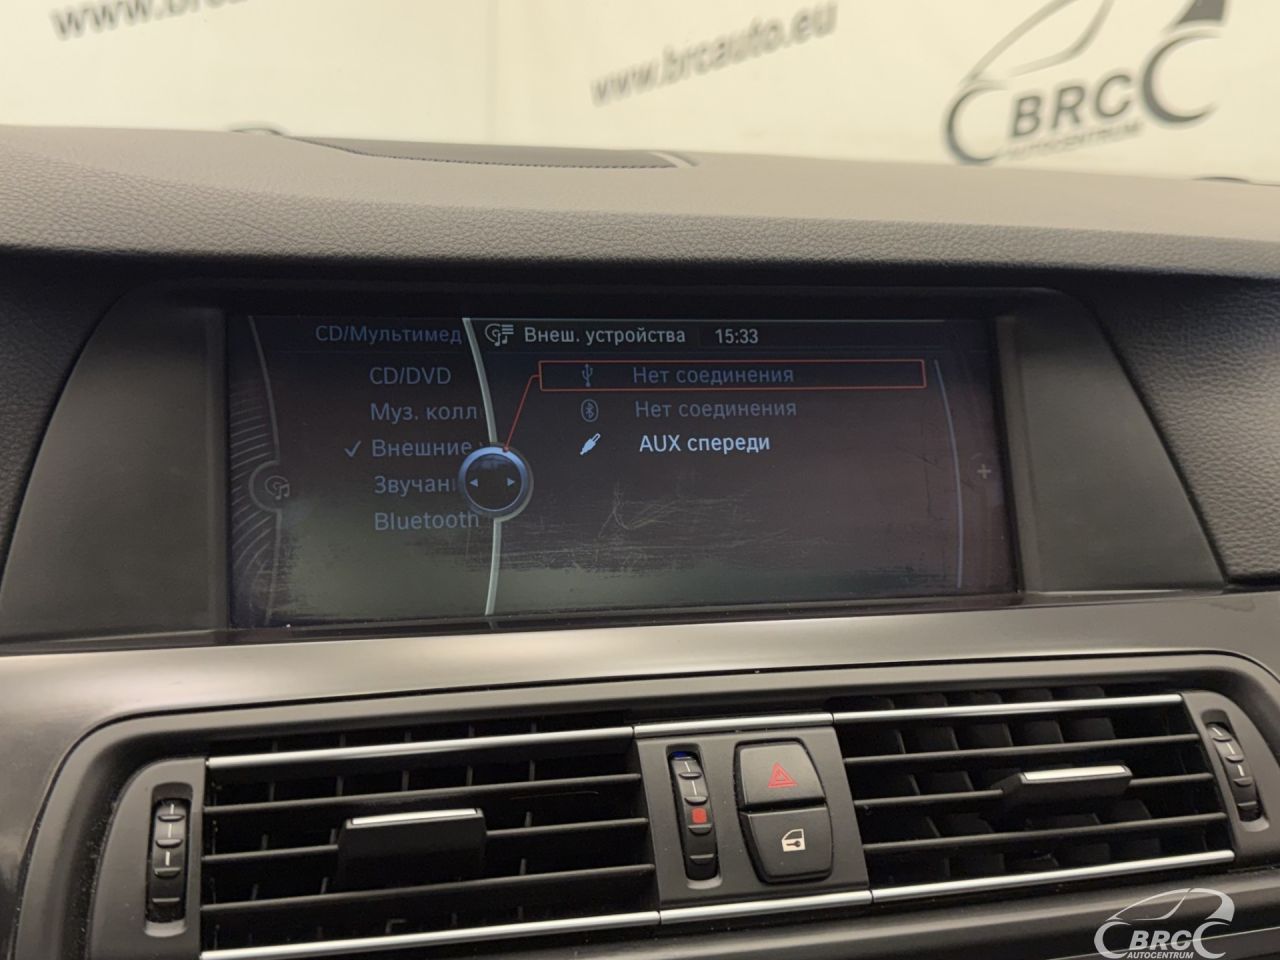 www.brcauto.eu
BRC
AUTOCENTRUM
CD/Мультимед
Внеш. устройства 15:33
CD/DVD
Муз. колл
Внешние
Звучан
Bluetooth
Нет соединения
Нет соединения
AUX спереди
BRC
AUTOCENTRUM